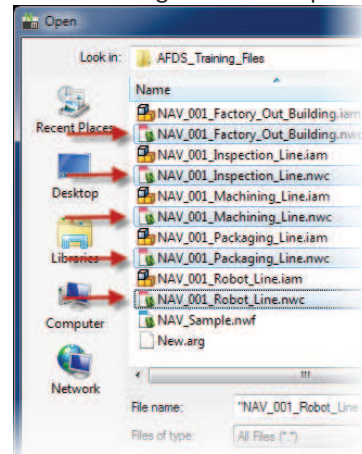 Open
Look in:
AFDS_Training_Files
Name
NAV_001_Factory_Out_Building.iam
Recent Places
NAV_001_Factory_Out_Building.nwc
NAV_001_Inspection_Line.iam
NAV_001_Inspection_Line.nwc
Desktop
NAV_001_Machining_Line.iam
NAV_001_Machining_Line.nwc
NAV_001_Packaging_Line.iam
Libraries
NAV_001_Packaging_Line.nwc
NAV_001_Robot_Line.iam
NAV_001_Robot_Line.nwc
Computer
NAV_Sample.nwf
New.arg
Network
File name:
"NAV_001_Robot_Line
Files of type:
All Files (*.*)